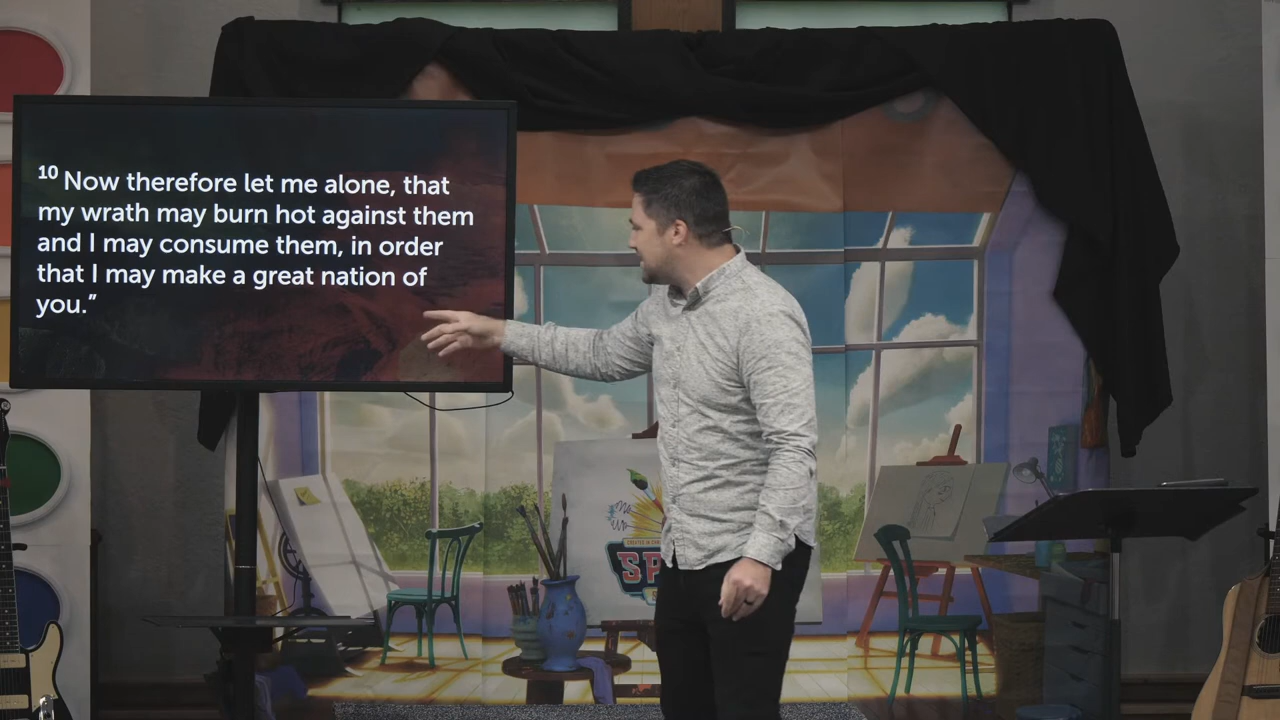 10 Now therefore let me alone, that
my wrath may burn hot against them
and I may consume them, in order
that I may make a great nation of
you.”
SP